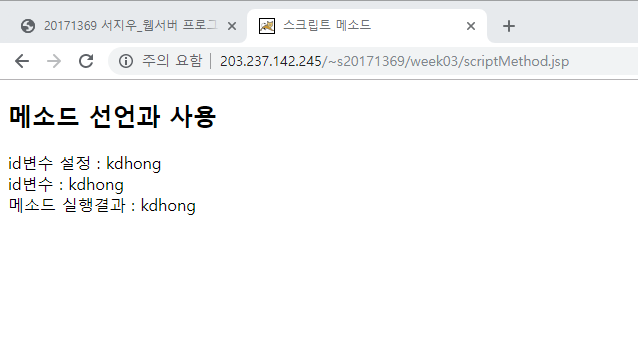 20171369 서지우_웹서버 프로그
스크립트 메소드
주의 요함 | 203.237.142.245/~s20171369/week03/scriptMethod.jsp
메소드 선언과 사용
id변수 설정 : kdhong
id변수 : kdhong
메소드 실행결과 : kdhong